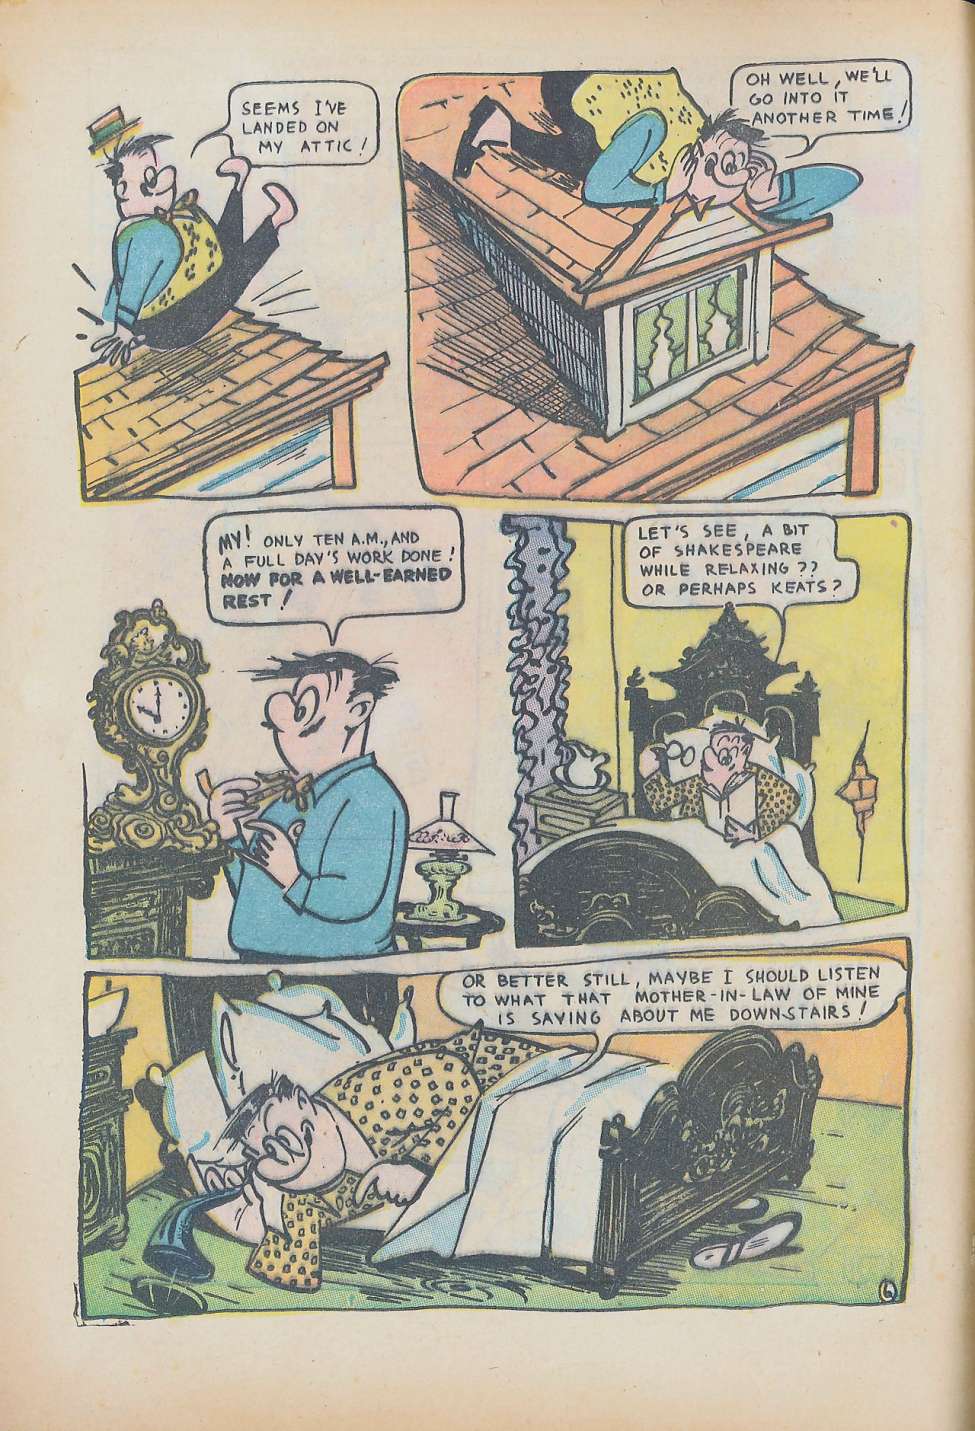 SEEMS I'VE
LANDED ON
MY ATTIC!
OH WELL, WE'LL
GO INTO IT
ANOTHER TIME!
MY! ONLY TEN A.M., AND
A FULL DAY'S WORK DONE!
NOW FOR A WELL-EARNED
REST!
LET'S SEE, A BIT
OF SHAKESPEARE
WHILE RELAXING??
OR PERHAPS KEATS?
OR BETTER STILL, MAYBE I SHOULD LISTEN
TO WHAT THAT MOTHER-IN-LAW OF MINE
IS SAYING ABOUT ME DOWNSTAIRS!
6